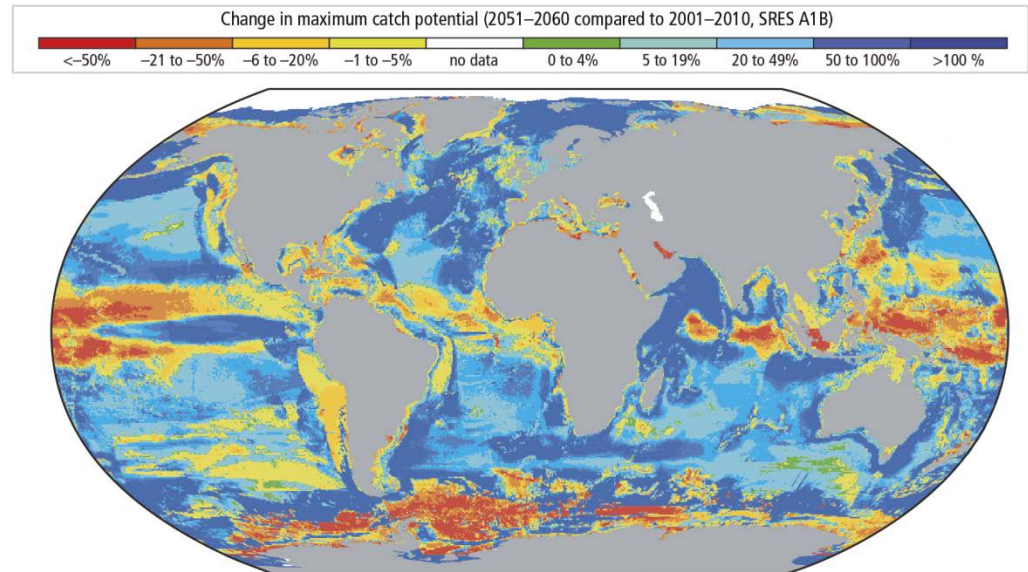 Change in maximum catch potential (2051–2060 compared to 2001–2010, SRES A1B)
<–50% –21 to –50% –6 to –20% –1 to –5% no data 0 to 4% 5 to 19% 20 to 49% 50 to 100% >100 %